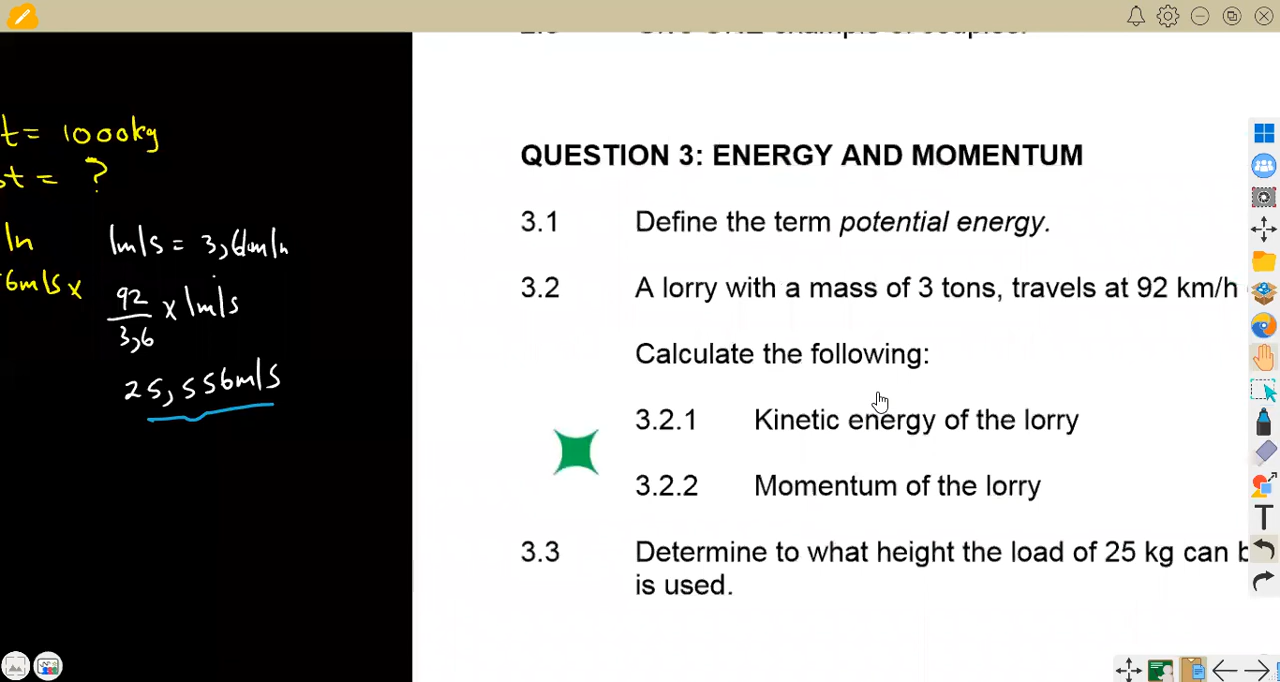 t = 1000kg
t = ?
ln
6m/s x
1m/s = 3,6km/h
92
3,6
x 1m/s
25,556m/s
QUESTION 3: ENERGY AND MOMENTUM
3.1 Define the term potential energy.
3.2 A lorry with a mass of 3 tons, travels at 92 km/h
Calculate the following:
3.2.1 Kinetic energy of the lorry
3.2.2 Momentum of the lorry
3.3 Determine to what height the load of 25 kg can b
is used.
T